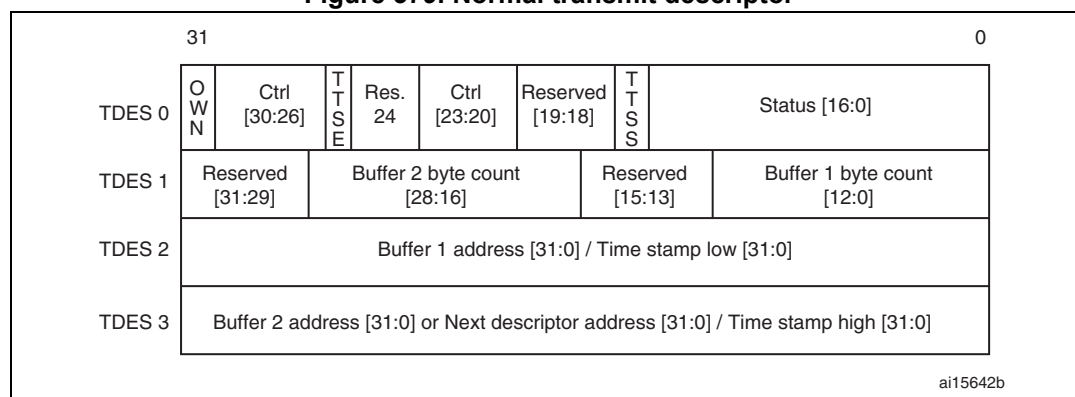 Figure 379. Normal transmit descriptor
31 0
TDES 0 OWN Ctrl [30:26] TTSE Res. 24 Ctrl [23:20] Reserved [19:18] TTSS Status [16:0]
TDES 1 Reserved [31:29] Buffer 2 byte count [28:16] Reserved [15:13] Buffer 1 byte count [12:0]
TDES 2 Buffer 1 address [31:0] / Time stamp low [31:0]
TDES 3 Buffer 2 address [31:0] or Next descriptor address [31:0] / Time stamp high [31:0]
ai15642b